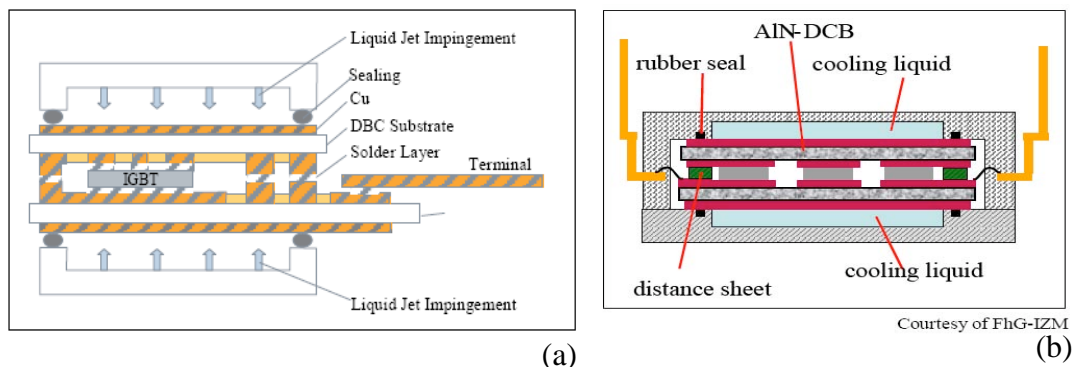 Liquid Jet Impingement
Sealing
Cu
DBC Substrate
Solder Layer
Terminal
IGBT
Liquid Jet Impingement
(a)
AlN-DCB
rubber seal
cooling liquid
cooling liquid
distance sheet
Courtesy of FhG-IZM
(b)